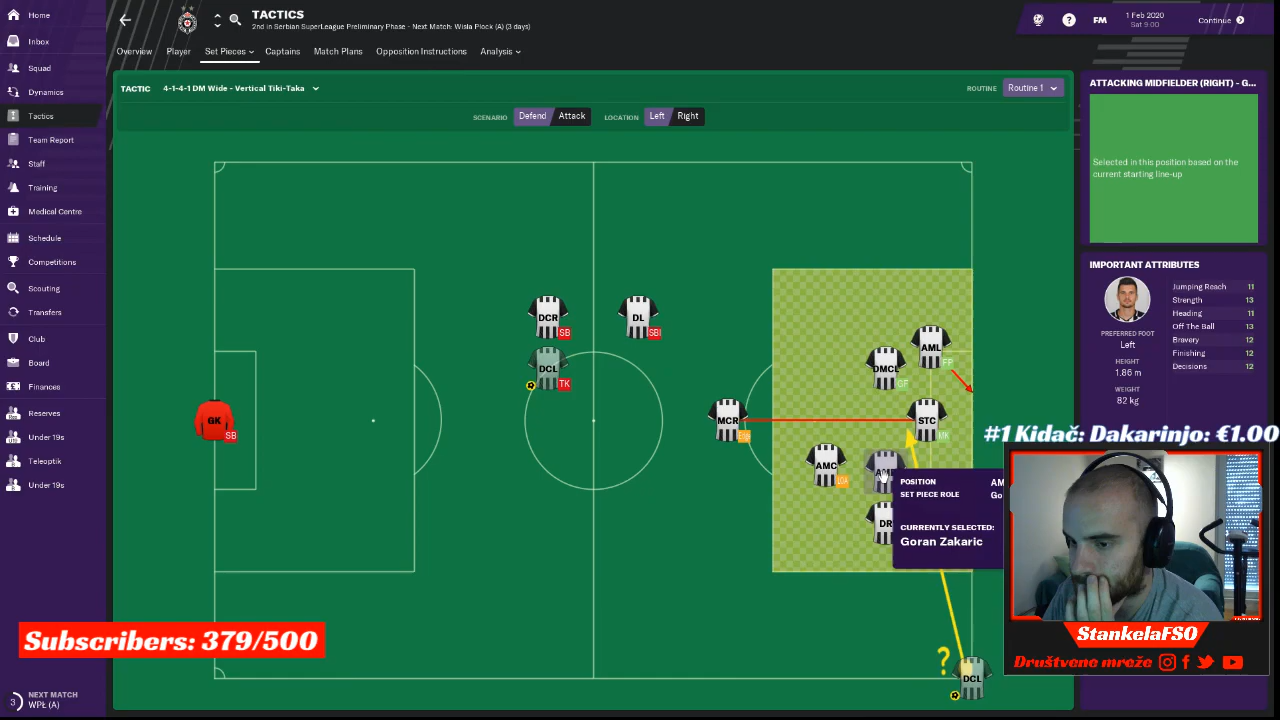 Home
Inbox
Squad
Dynamics
Tactics
Team Report
Staff
Training
Medical Centre
Schedule
Competitions
Scouting
Transfers
Club
Board
Finances
Reserves
Under 19s
Teleoptik
Under 19s
3
NEXT MATCH
WPŁ (A)
TACTICS
2nd in Serbian SuperLeague Preliminary Phase - Next Match: Wisla Plock (A) (3 days)
FM
1 Feb 2020
Sat 9:00
Continue
Overview
Player
Set Pieces
Captains
Match Plans
Opposition Instructions
Analysis
TACTIC
4-1-4-1 DM Wide - Vertical Tiki-Taka
ROUTINE
Routine 1
SCENARIO
Defend
Attack
LOCATION
Left
Right
DCR
SB
DL
SBI
DCL
TK
GK
SB
AML
FP
DMCL
GF
MCR
STC
MK
AMC
LOA
DR
POSITION
AM
SET PIECE ROLE
Go
CURRENTLY SELECTED:
Goran Zakaric
?
DCL
ATTACKING MIDFIELDER (RIGHT) - G...
Selected in this position based on the
current starting line-up
IMPORTANT ATTRIBUTES
PREFERRED FOOT
Left
HEIGHT
1.86 m
WEIGHT
82 kg
Jumping Reach 11
Strength 13
Heading 11
Off The Ball 13
Bravery 12
Finishing 12
Decisions 12
#1 Kidač: Dakarinjo: €1.00
StankelaFSO
Društvene mreže
Subscribers: 379/500